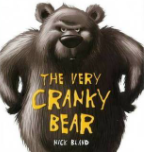 THE VERY
CRANKY
BEAR
NICK BLAND